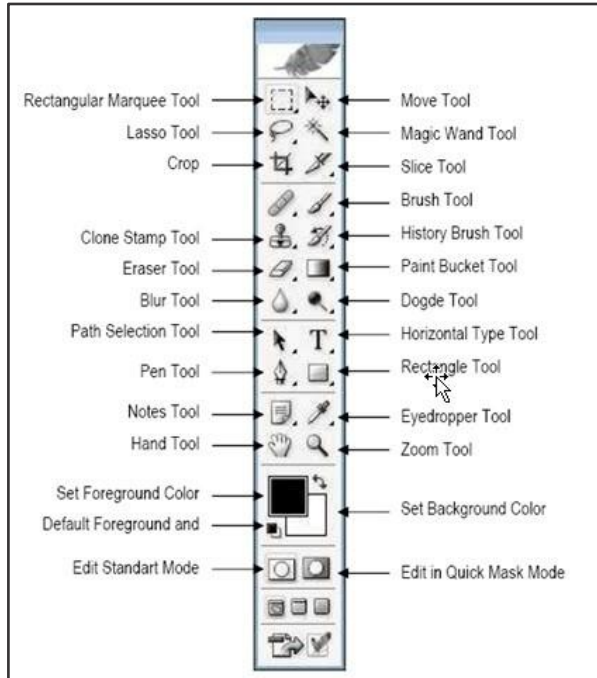 Rectangular Marquee Tool
Move Tool
Lasso Tool
Magic Wand Tool
Crop
Slice Tool
Brush Tool
Clone Stamp Tool
History Brush Tool
Eraser Tool
Paint Bucket Tool
Blur Tool
Dogde Tool
Path Selection Tool
Horizontal Type Tool
T
Pen Tool
Rectangle Tool
Notes Tool
Eyedropper Tool
Hand Tool
Zoom Tool
Set Foreground Color
Set Background Color
Default Foreground and
Edit Standart Mode
Edit in Quick Mask Mode